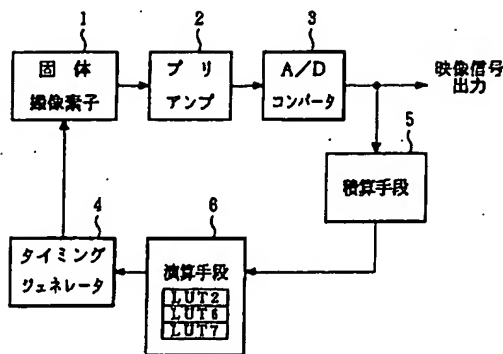 1
固体
撮像素子
2
プリ
アンプ
3
A/D
コンバータ
映像信号
出力
5
積算手段
4
タイミング
ジェネレータ
6
演算手段
LUT2
LUT6
LUT7